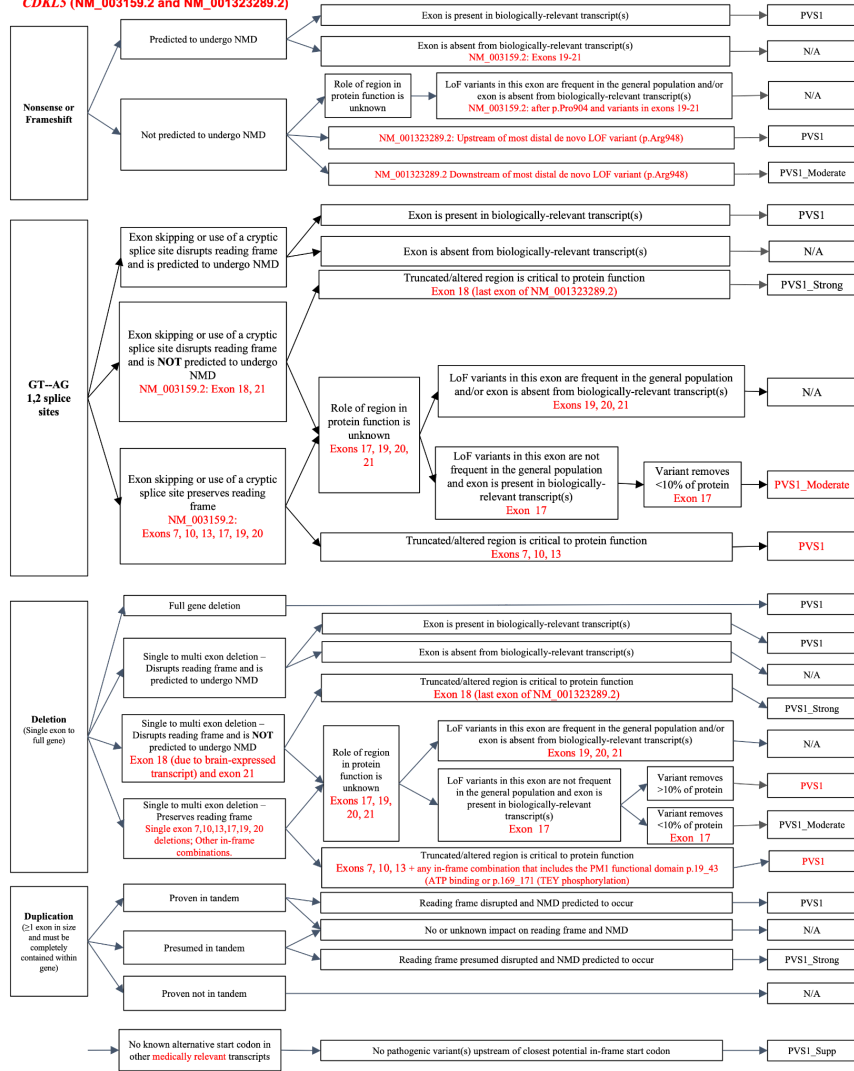 CDKL5 (NM_003159.2 and NM_001323289.2)
Nonsense or
Frameshift
Predicted to undergo NMD
Exon is present in biologically-relevant transcript(s)
PVS1
Exon is absent from biologically-relevant transcript(s)
NM_003159.2: Exons 19-21
N/A
Not predicted to undergo NMD
Role of region in
protein function is
unknown
LoF variants in this exon are frequent in the general population and/or
exon is absent from biologically-relevant transcript(s)
NM_003159.2: after p.Pro904 and variants in exons 19-21
N/A
NM_001323289.2: Upstream of most distal de novo LOF variant (p.Arg948)
PVS1
NM_001323289.2 Downstream of most distal de novo LOF variant (p.Arg948)
PVS1_Moderate
GT--AG
1,2 splice
sites
Exon skipping or use of a cryptic
splice site disrupts reading frame
and is predicted to undergo NMD
Exon is present in biologically-relevant transcript(s)
PVS1
Exon is absent from biologically-relevant transcript(s)
N/A
Exon skipping or use of a cryptic
splice site disrupts reading frame
and is NOT predicted to undergo
NMD
NM_003159.2: Exon 18, 21
Truncated/altered region is critical to protein function
Exon 18 (last exon of NM_001323289.2)
PVS1_Strong
Role of region in
protein function is
unknown
Exons 17, 19, 20,
21
LoF variants in this exon are frequent in the general population
and/or exon is absent from biologically-relevant transcript(s)
Exons 19, 20, 21
N/A
LoF variants in this exon are not
frequent in the general population
and exon is present in biologically-
relevant transcript(s)
Exon 17
Variant removes
<10% of protein
Exon 17
PVS1_Moderate
Exon skipping or use of a cryptic
splice site preserves reading
frame
NM_003159.2:
Exons 7, 10, 13, 17, 19, 20
Truncated/altered region is critical to protein function
Exons 7, 10, 13
PVS1
Deletion
(Single exon to
full gene)
Full gene deletion
PVS1
Single to multi exon deletion –
Disrupts reading frame and is
predicted to undergo NMD
Exon is present in biologically-relevant transcript(s)
PVS1
Exon is absent from biologically-relevant transcript(s)
N/A
Single to multi exon deletion –
Disrupts reading frame and is NOT
predicted to undergo NMD
Exon 18 (due to brain-expressed
transcript) and exon 21
Truncated/altered region is critical to protein function
Exon 18 (last exon of NM_001323289.2)
PVS1_Strong
Role of region
in protein
function is
unknown
Exons 17, 19,
20, 21
LoF variants in this exon are frequent in the general population and/or
exon is absent from biologically-relevant transcript(s)
Exons 19, 20, 21
N/A
LoF variants in this exon are not frequent
in the general population and exon is
present in biologically-relevant
transcript(s)
Exon 17
Variant removes
>10% of protein
PVS1
Variant removes
<10% of protein
Exon 17
PVS1_Moderate
Single to multi exon deletion –
Preserves reading frame
Single exon 7,10,13,17,19, 20
deletions; Other in-frame
combinations.
Truncated/altered region is critical to protein function
Exons 7, 10, 13 + any in-frame combination that includes the PM1 functional domain p.19_43
(ATP binding or p.169_171 (TEY phosphorylation)
PVS1
Duplication
(≥1 exon in size
and must be
completely
contained within
gene)
Proven in tandem
Reading frame disrupted and NMD predicted to occur
PVS1
No or unknown impact on reading frame and NMD
N/A
Presumed in tandem
Reading frame presumed disrupted and NMD predicted to occur
PVS1_Strong
Proven not in tandem
N/A
No known alternative start codon in
other medically relevant transcripts
No pathogenic variant(s) upstream of closest potential in-frame start codon
PVS1_Supp